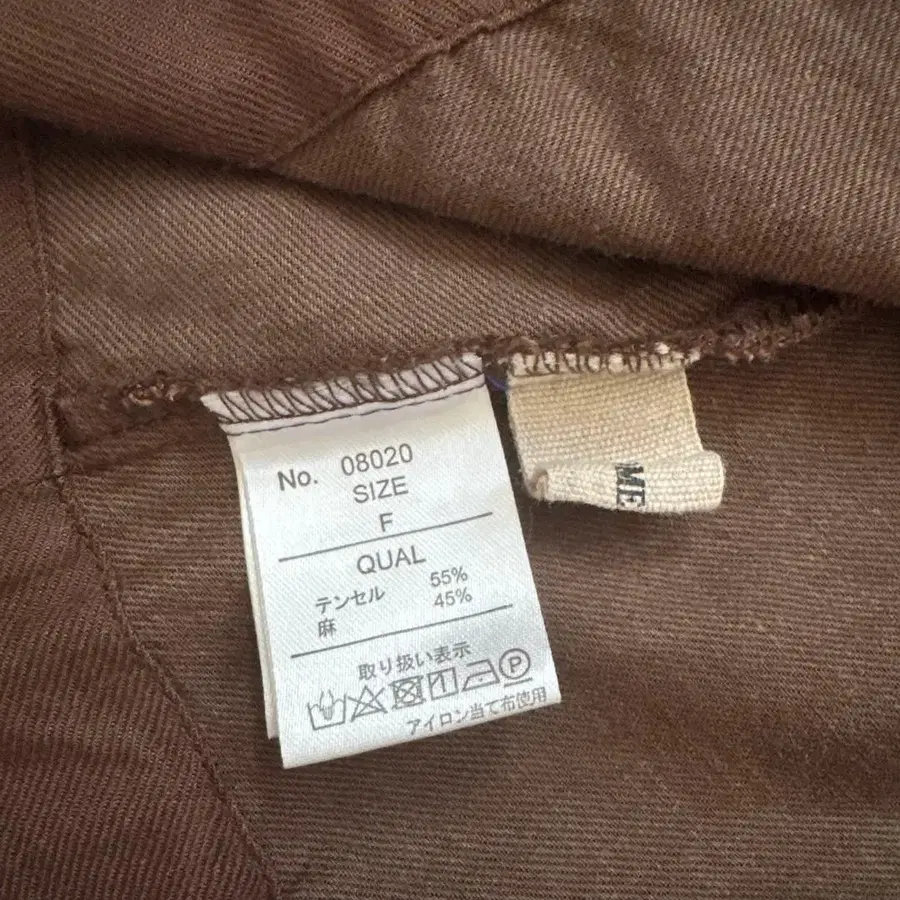 No. 08020
SIZE
F
QUAL
テンセル 55%
麻 45%
取り扱い表示
P
アイロン当て布使用
ME